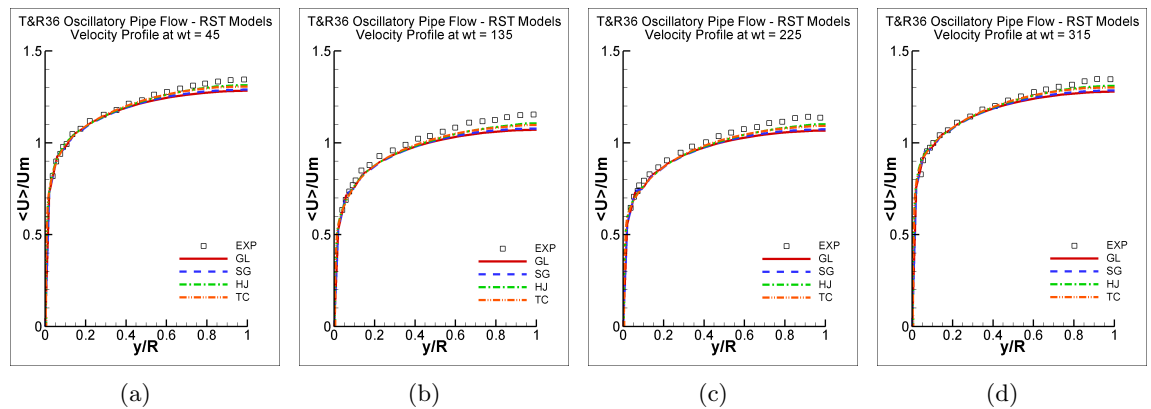 T&R36 Oscillatory Pipe Flow - RST Models
Velocity Profile at wt = 45
1.5
1
0.5
0
<U>/Um
EXP
GL
SG
HJ
TC
0 0.2 0.4 0.6 0.8 1
y/R
(a)
T&R36 Oscillatory Pipe Flow - RST Models
Velocity Profile at wt = 135
1.5
1
0.5
0
<U>/Um
EXP
GL
SG
HJ
TC
0 0.2 0.4 0.6 0.8 1
y/R
(b)
T&R36 Oscillatory Pipe Flow - RST Models
Velocity Profile at wt = 225
1.5
1
0.5
0
<U>/Um
EXP
GL
SG
HJ
TC
0 0.2 0.4 0.6 0.8 1
y/R
(c)
T&R36 Oscillatory Pipe Flow - RST Models
Velocity Profile at wt = 315
1.5
1
0.5
0
<U>/Um
EXP
GL
SG
HJ
TC
0 0.2 0.4 0.6 0.8 1
y/R
(d)